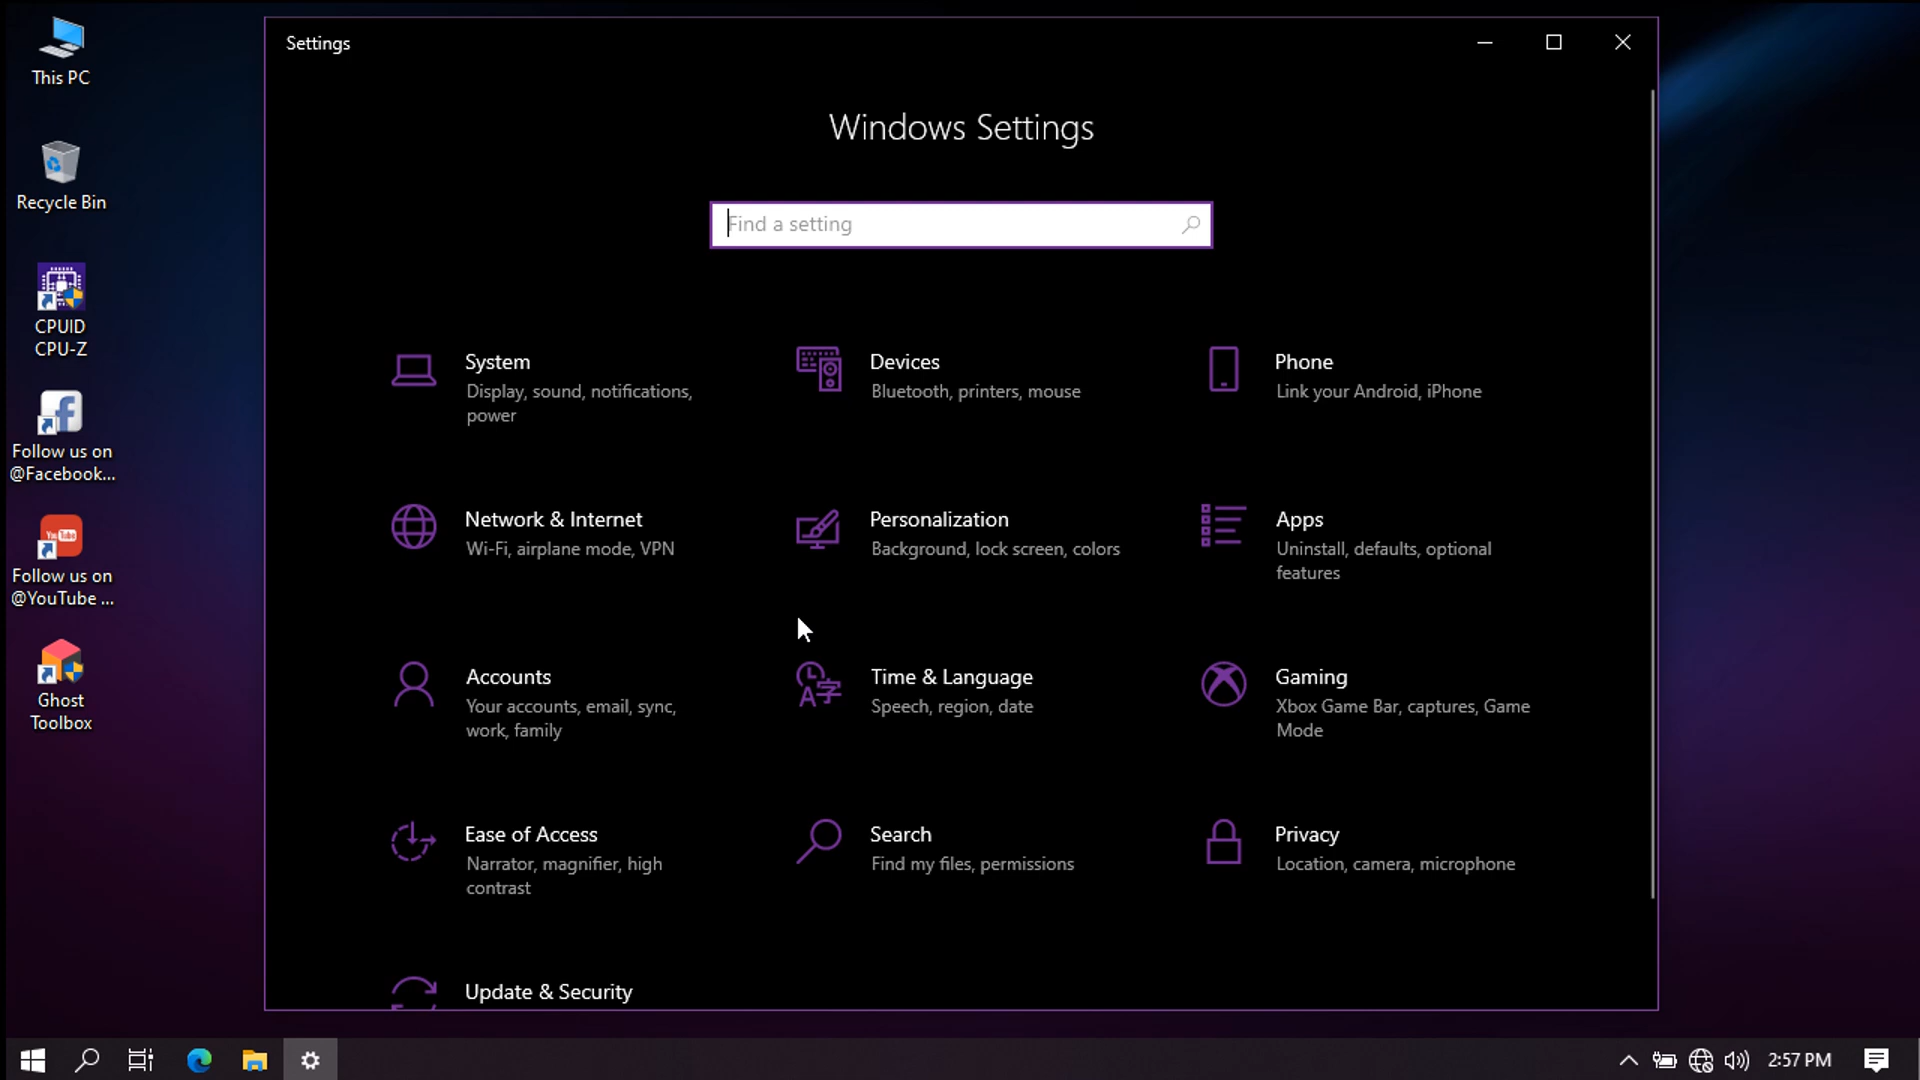 This PC
Recycle Bin
CPUID
CPU-Z
Follow us on
@Facebook...
You Tube
Follow us on
@YouTube ...
Ghost
Toolbox
Settings
Windows Settings
Find a setting
System
Display, sound, notifications,
power
Devices
Bluetooth, printers, mouse
Phone
Link your Android, iPhone
Network & Internet
Wi-Fi, airplane mode, VPN
Personalization
Background, lock screen, colors
Apps
Uninstall, defaults, optional
features
Accounts
Your accounts, email, sync,
work, family
Time & Language
Speech, region, date
Gaming
Xbox Game Bar, captures, Game
Mode
Ease of Access
Narrator, magnifier, high
contrast
Search
Find my files, permissions
Privacy
Location, camera, microphone
Update & Security
2:57 PM